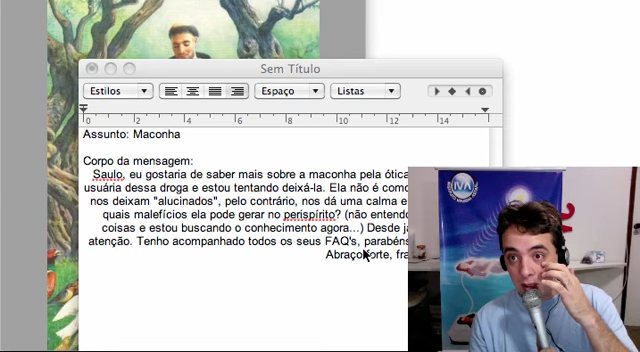 Sem Título
Estilos
Espaço
Listas
0 2 4 6 8 10 12 14
Assunto: Maconha
Corpo da mensagem:
Saulo, eu gostaria de saber mais sobre a maconha pela ótica
usuária dessa droga e estou tentando deixá-la. Ela não é como
nos deixam "alucinados", pelo contrário, nos dá uma calma e
quais malefícios ela pode gerar no perispírito? (não entendo
coisas e estou buscando o conhecimento agora...) Desde já
atenção. Tenho acompanhado todos os seus FAQ's, parabéns
Abraço forte, fra
IVA